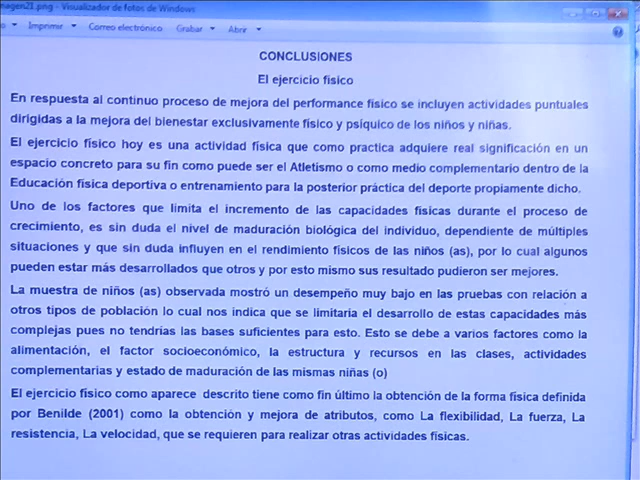 magen21.png - Visualizador de fotos de Windows
Imprimir Correo electrónico Grabar Abrir
CONCLUSIONES
El ejercicio físico
En respuesta al continuo proceso de mejora del performance físico se incluyen actividades puntuales
dirigidas a la mejora del bienestar exclusivamente físico y psíquico de los niños y niñas.
El ejercicio físico hoy es una actividad física que como practica adquiere real significación en un
espacio concreto para su fin como puede ser el Atletismo o como medio complementario dentro de la
Educación física deportiva o entrenamiento para la posterior práctica del deporte propiamente dicho.
Uno de los factores que limita el incremento de las capacidades físicas durante el proceso de
crecimiento, es sin duda el nivel de maduración biológica del individuo, dependiente de múltiples
situaciones y que sin duda influyen en el rendimiento físicos de las niños (as), por lo cual algunos
pueden estar más desarrollados que otros y por esto mismo sus resultado pudieron ser mejores.
La muestra de niños (as) observada mostró un desempeño muy bajo en las pruebas con relación a
otros tipos de población lo cual nos indica que se limitaría el desarrollo de estas capacidades más
complejas pues no tendrías las bases suficientes para esto. Esto se debe a varios factores como la
alimentación, el factor socioeconómico, la estructura y recursos en las clases, actividades
complementarias y estado de maduración de las mismas niñas (o)
El ejercicio físico como aparece descrito tiene como fin último la obtención de la forma física definida
por Benilde (2001) como la obtención y mejora de atributos, como La flexibilidad, La fuerza, La
resistencia, La velocidad, que se requieren para realizar otras actividades físicas.